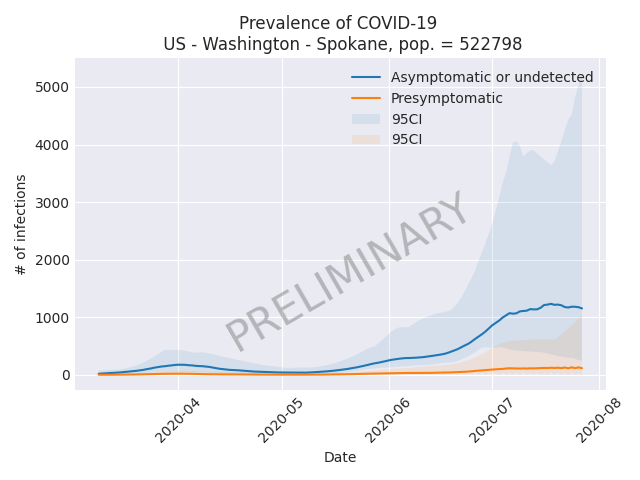 Prevalence of COVID-19
US - Washington - Spokane, pop. = 522798
Asymptomatic or undetected
Presymptomatic
95CI
95CI
5000
4000
3000
2000
1000
0
# of infections
PRELIMINARY
2020-04
2020-05
2020-06
2020-07
2020-08
Date